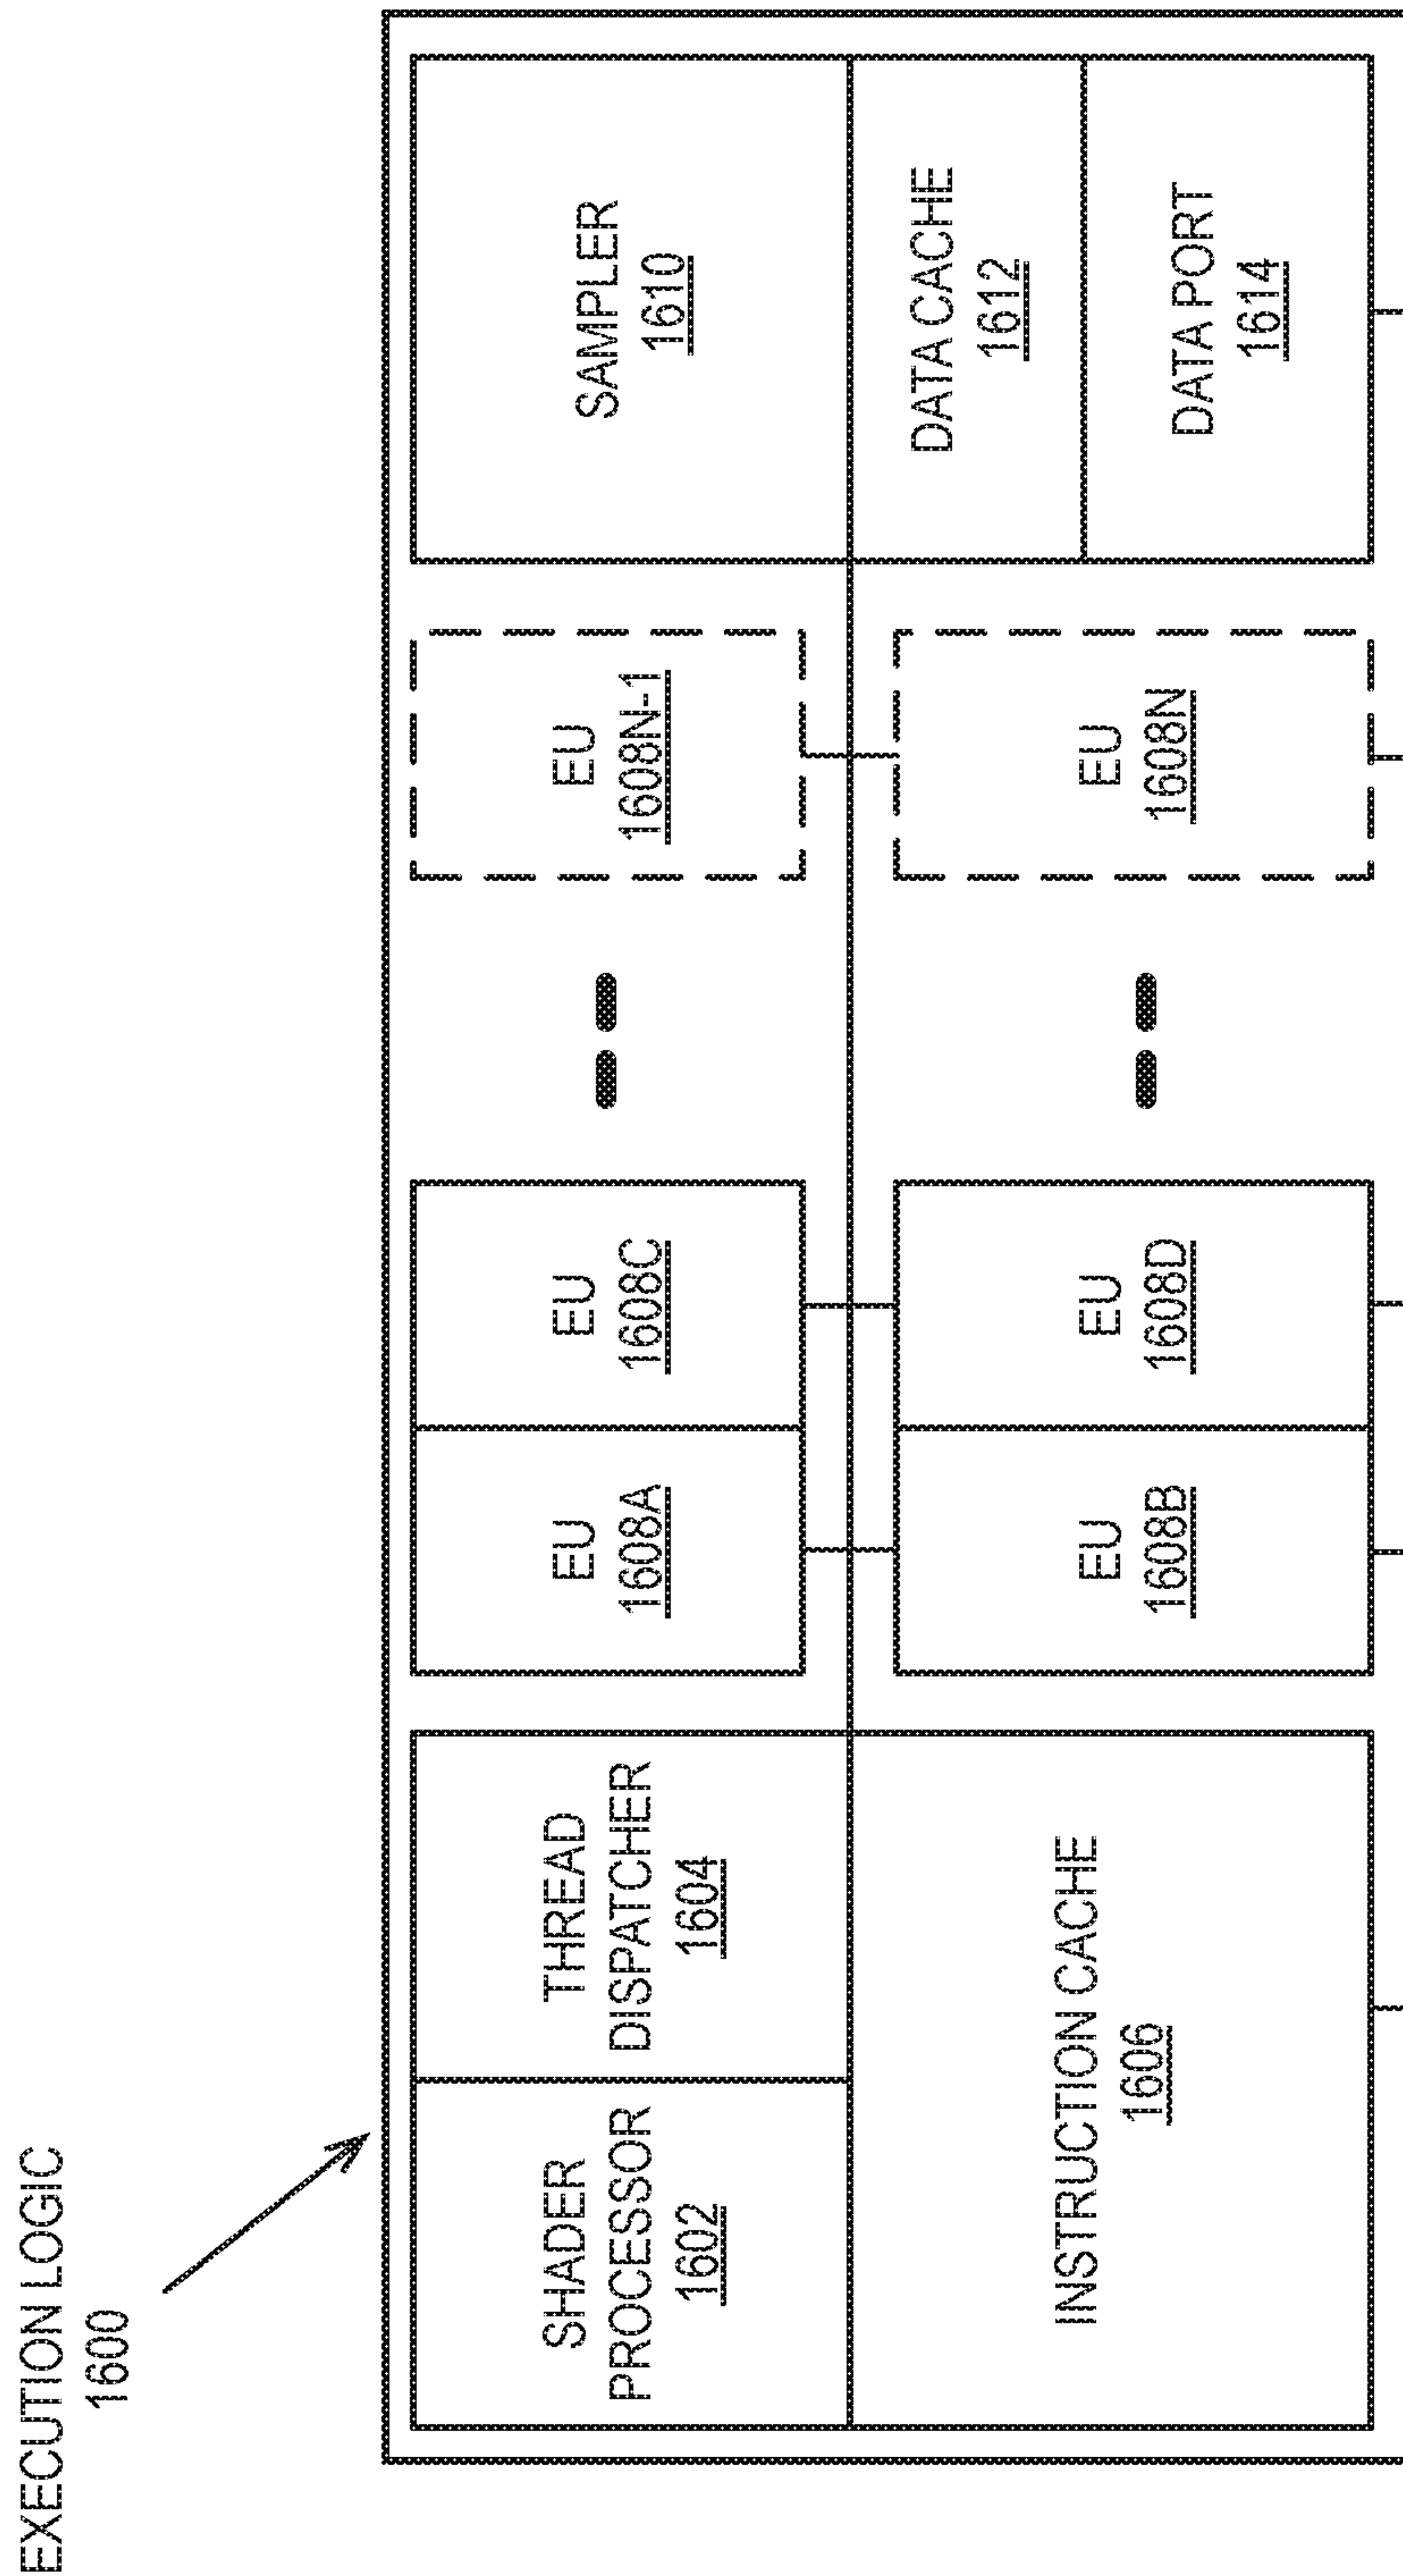 EXECUTION LOGIC
1600
SHADER
PROCESSOR
1602
THREAD
DISPATCHER
1604
INSTRUCTION CACHE
1606
EU
1608A
EU
1608C
EU
1608N-1
EU
1608B
EU
1608D
EU
1608N
SAMPLER
1610
DATA CACHE
1612
DATA PORT
1614